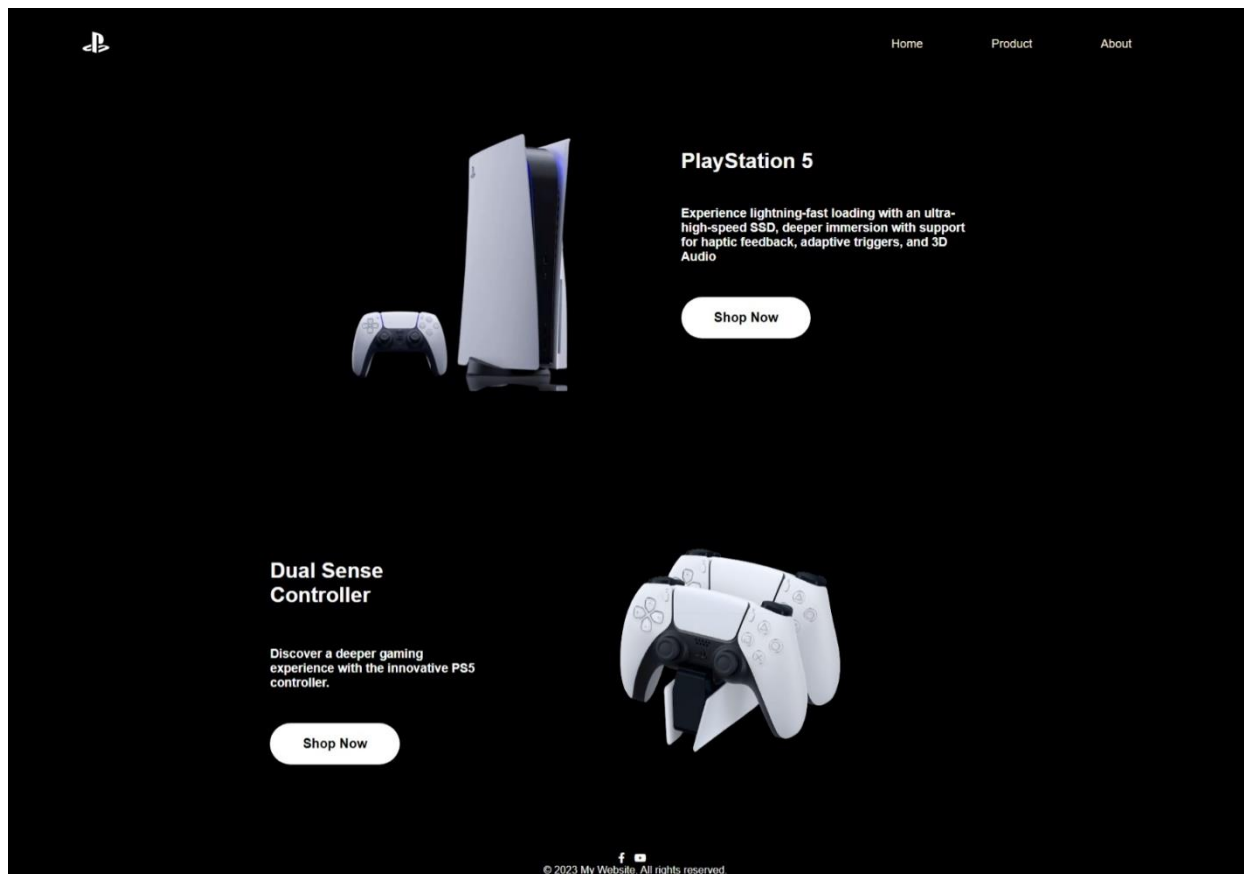 Home Product About
PlayStation 5
Experience lightning-fast loading with an ultra-
high-speed SSD, deeper immersion with support
for haptic feedback, adaptive triggers, and 3D
Audio
Shop Now
Dual Sense
Controller
Discover a deeper gaming
experience with the innovative PS5
controller.
Shop Now
© 2023 My Website. All rights reserved.